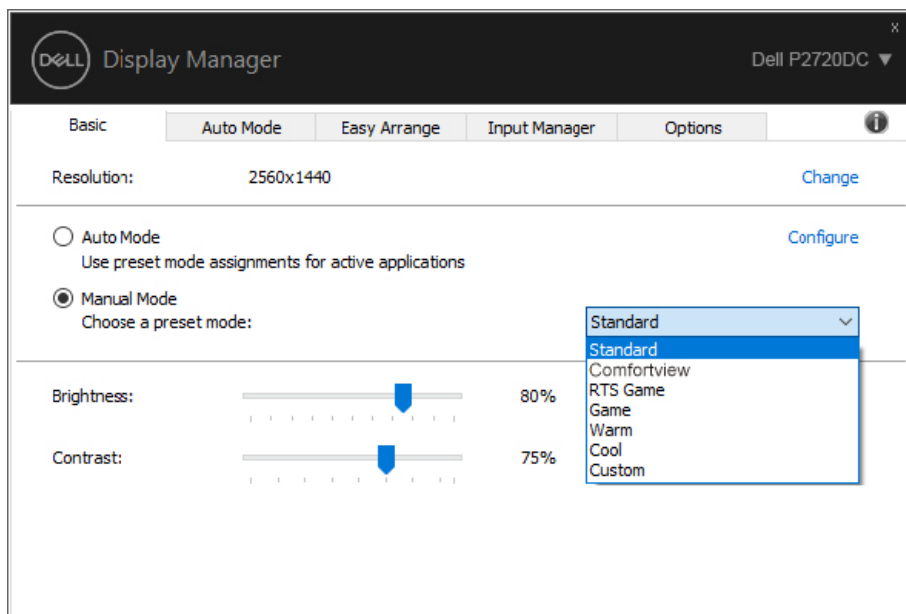 x
DELL Display Manager Dell P2720DC ▼
Basic Auto Mode Easy Arrange Input Manager Options i
Resolution: 2560x1440 Change
Auto Mode Configure
Use preset mode assignments for active applications
Manual Mode
Choose a preset mode: Standard
Standard
Comfortview
RTS Game
Brightness: 80% Game
Warm
Cool
Contrast: 75% Custom